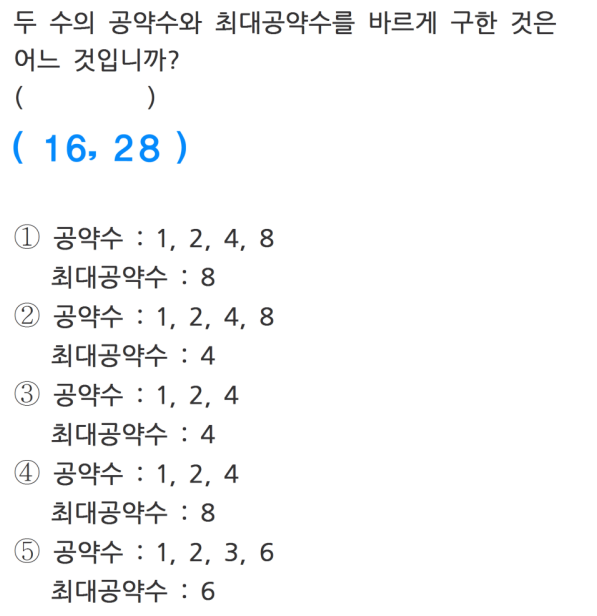 두 수의 공약수와 최대공약수를 바르게 구한 것은
어느 것입니까?
(          )
( 16, 28 )
① 공약수 : 1, 2, 4, 8
최대공약수 : 8
② 공약수 : 1, 2, 4, 8
최대공약수 : 4
③ 공약수 : 1, 2, 4
최대공약수 : 4
④ 공약수 : 1, 2, 4
최대공약수 : 8
⑤ 공약수 : 1, 2, 3, 6
최대공약수 : 6